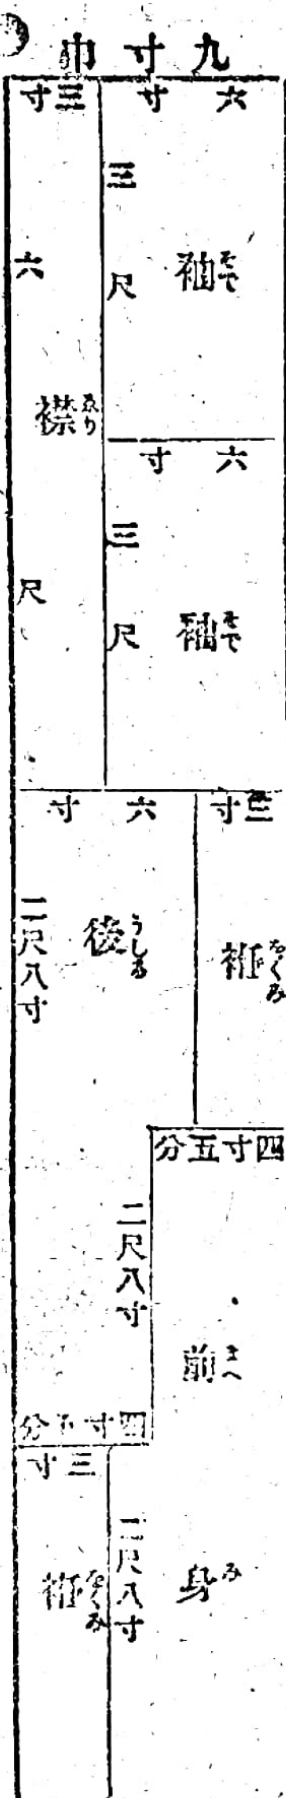 九寸巾
六寸
三寸
三尺
袖そで
六尺
襟ゑり
六寸
三尺
袖そで
三寸
六寸
衽おくみ
後うしろ
二尺八寸
四寸五分
二尺八寸
前まへ
四寸五分
三寸
二尺八寸
身み
衽おくみ